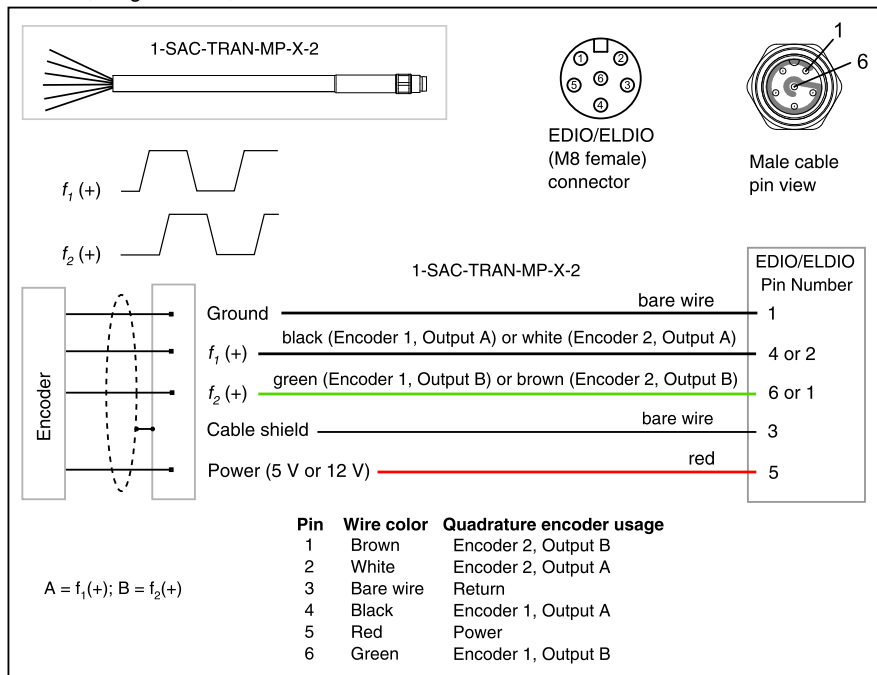 1-SAC-TRAN-MP-X-2
1 2
5 6 3
4
EDIO/ELDIO
(M8 female)
connector
1
6
Male cable
pin view
f1 (+)
f2 (+)
1-SAC-TRAN-MP-X-2
EDIO/ELDIO
Pin Number
Encoder
Ground bare wire 1
f1 (+) black (Encoder 1, Output A) or white (Encoder 2, Output A) 4 or 2
f2 (+) green (Encoder 1, Output B) or brown (Encoder 2, Output B) 6 or 1
Cable shield bare wire 3
Power (5 V or 12 V) red 5
Pin Wire color Quadrature encoder usage
1 Brown Encoder 2, Output B
2 White Encoder 2, Output A
3 Bare wire Return
4 Black Encoder 1, Output A
5 Red Power
6 Green Encoder 1, Output B
A = f1(+); B = f2(+)